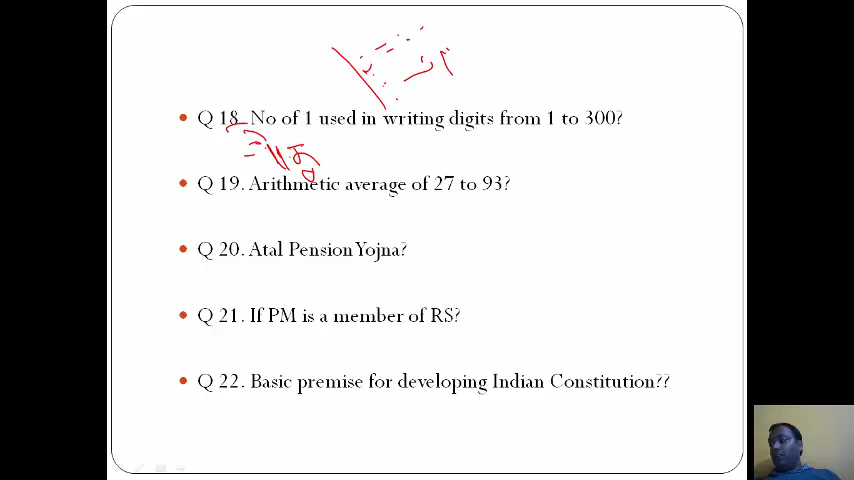 Q 18. No of 1 used in writing digits from 1 to 300?
Q 19. Arithmetic average of 27 to 93?
Q 20. Atal Pension Yojna?
Q 21. If PM is a member of RS?
Q 22. Basic premise for developing Indian Constitution??